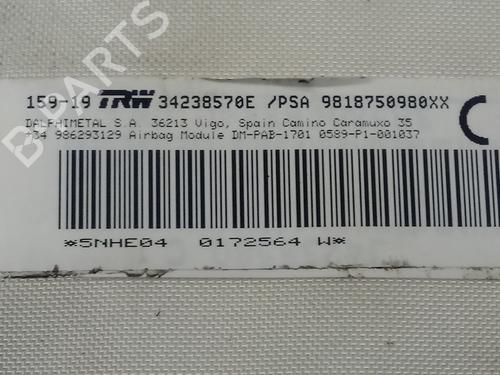 159-19 TRW 34238570E /PSA 9818750980XX
DALPHIMETAL S A. 36213 Vigo, Spain Camino Caramuxo 35
+34 986293129 Airbag Module DM-PAB-1701 0589-P1-001037
*5NHE04 0172564 W*
B PARTS